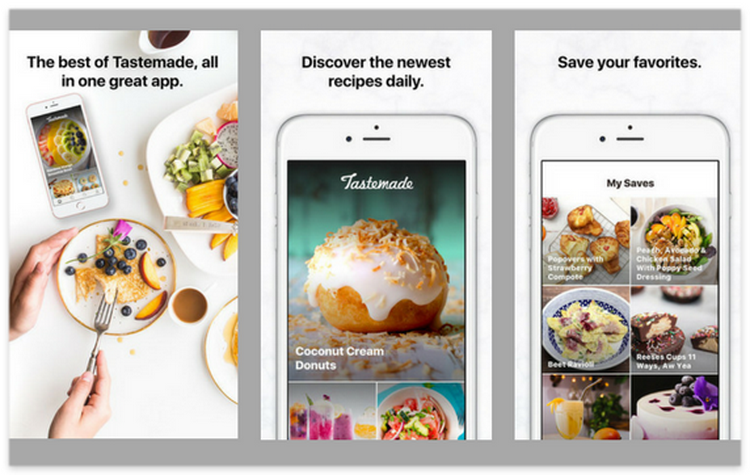 The best of Tastemade, all
in one great app.
Tastemade
Discover the newest
recipes daily.
Tastemade
Coconut Cream
Donuts
Save your favorites.
My Saves
Popovers with
Strawberry
Compote
Peach, Avocado &
Chicken Salad
With Poppy Seed
Dressing
Beet Ravioli
Reeses Cups 11
Ways, Aw Yea